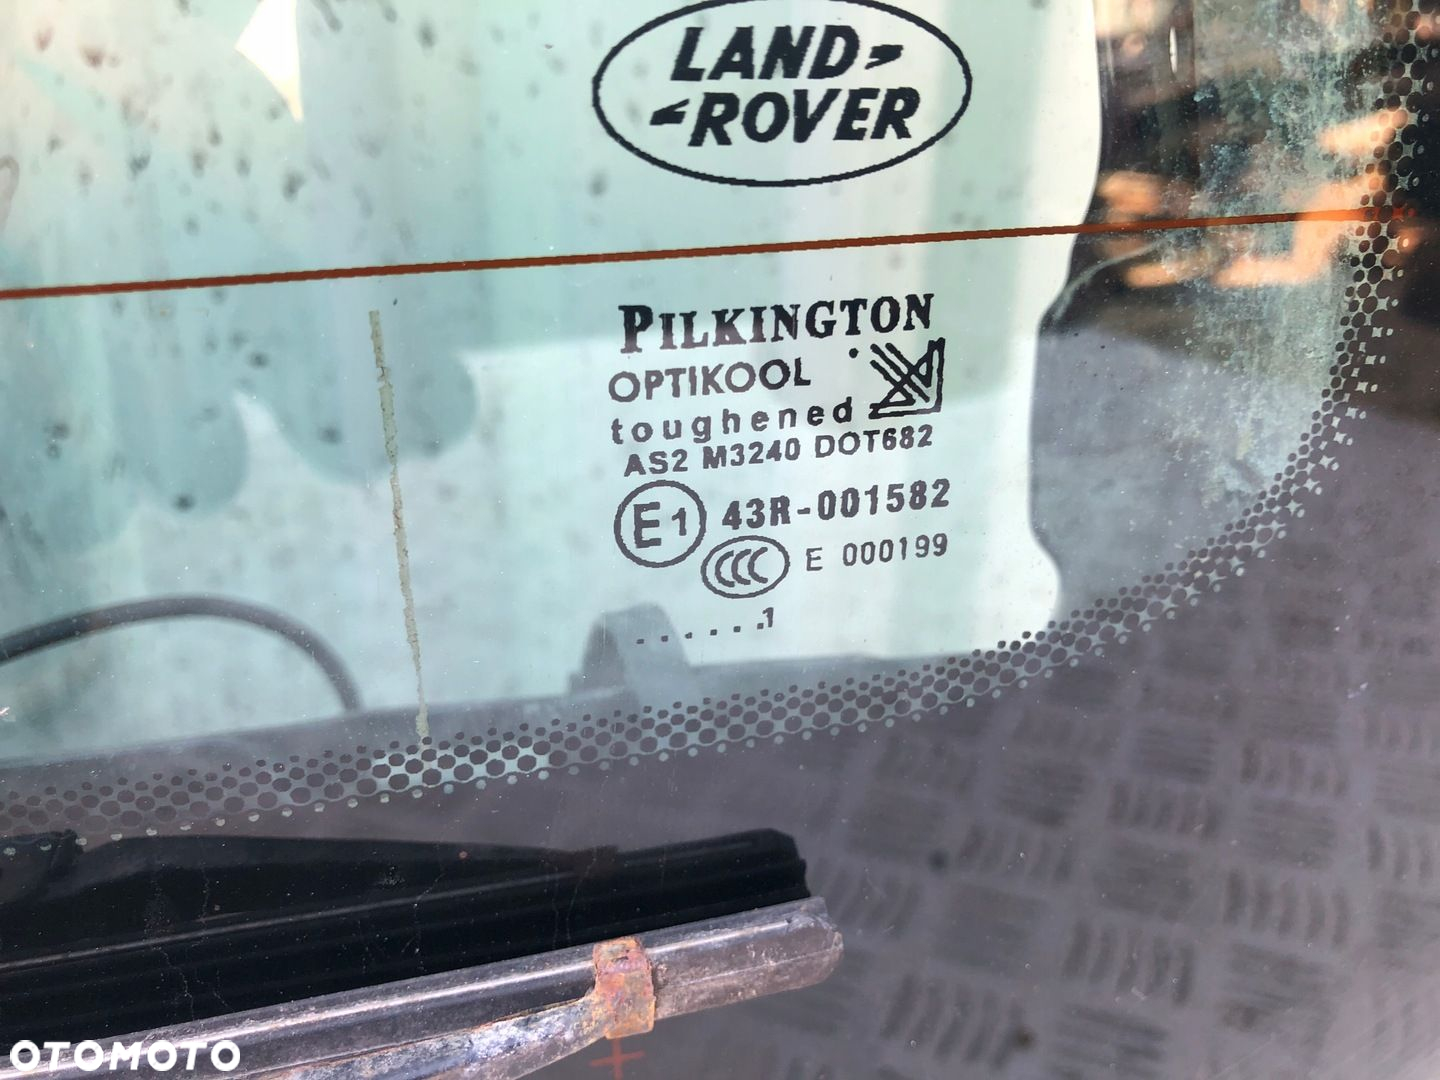 LAND
ROVER
PILKINGTON
OPTIKOOL
toughened
AS2 M3240 DOT682
E1 43R-001582
CCC E 000199
. . . . . .1
OTOMOTO